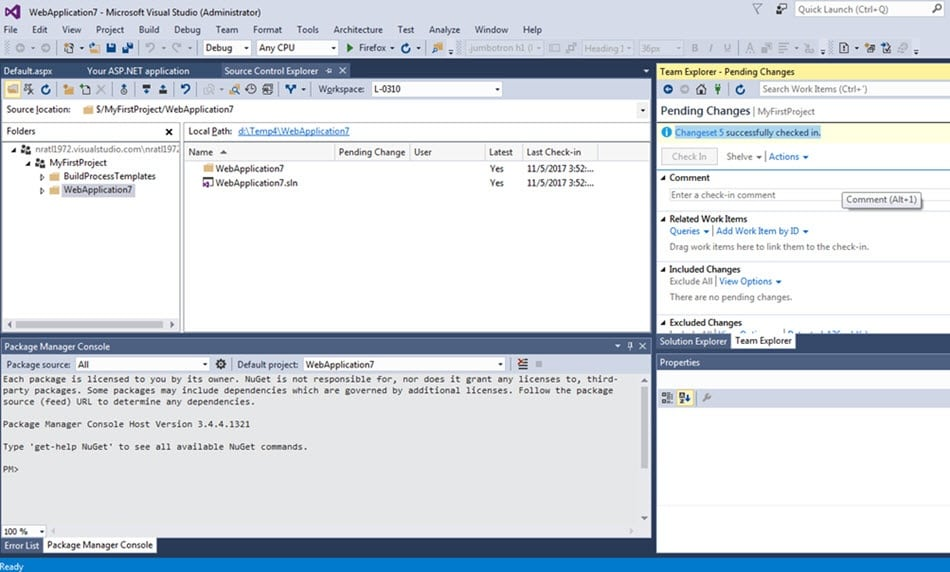 WebApplication7 - Microsoft Visual Studio (Administrator)
Quick Launch (Ctrl+Q)
File Edit View Project Build Debug Team Format Tools Architecture Test Analyze Window Help
Debug Any CPU Firefox .jumbotron h1 (I Heading 1 36px B I U A
Default.aspx Your ASP.NET application Source Control Explorer
Workspace: L-0310
Source Location: $/MyFirstProject/WebApplication7
Folders
Local Path: d:\Temp4\WebApplication7
nratl1972.visualstudio.com\nratl1972
MyFirstProject
BuildProcessTemplates
WebApplication7
Name Pending Change User Latest Last Check-in
WebApplication7 Yes 11/5/2017 3:52:...
WebApplication7.sln Yes 11/5/2017 3:52:...
Team Explorer - Pending Changes
Search Work Items (Ctrl+')
Pending Changes | MyFirstProject
Changeset 5 successfully checked in.
Check In Shelve Actions
Comment
Enter a check-in comment
Comment (Alt+1)
Related Work Items
Queries | Add Work Item by ID
Drag work items here to link them to the check-in.
Included Changes
Exclude All | View Options
There are no pending changes.
Excluded Changes
Solution Explorer Team Explorer
Properties
Package Manager Console
Package source: All Default project: WebApplication7
Each package is licensed to you by its owner. NuGet is not responsible for, nor does it grant any licenses to, third-
party packages. Some packages may include dependencies which are governed by additional licenses. Follow the package
source (feed) URL to determine any dependencies.
Package Manager Console Host Version 3.4.4.1321
Type 'get-help NuGet' to see all available NuGet commands.
PM>
100 %
Error List Package Manager Console
Ready